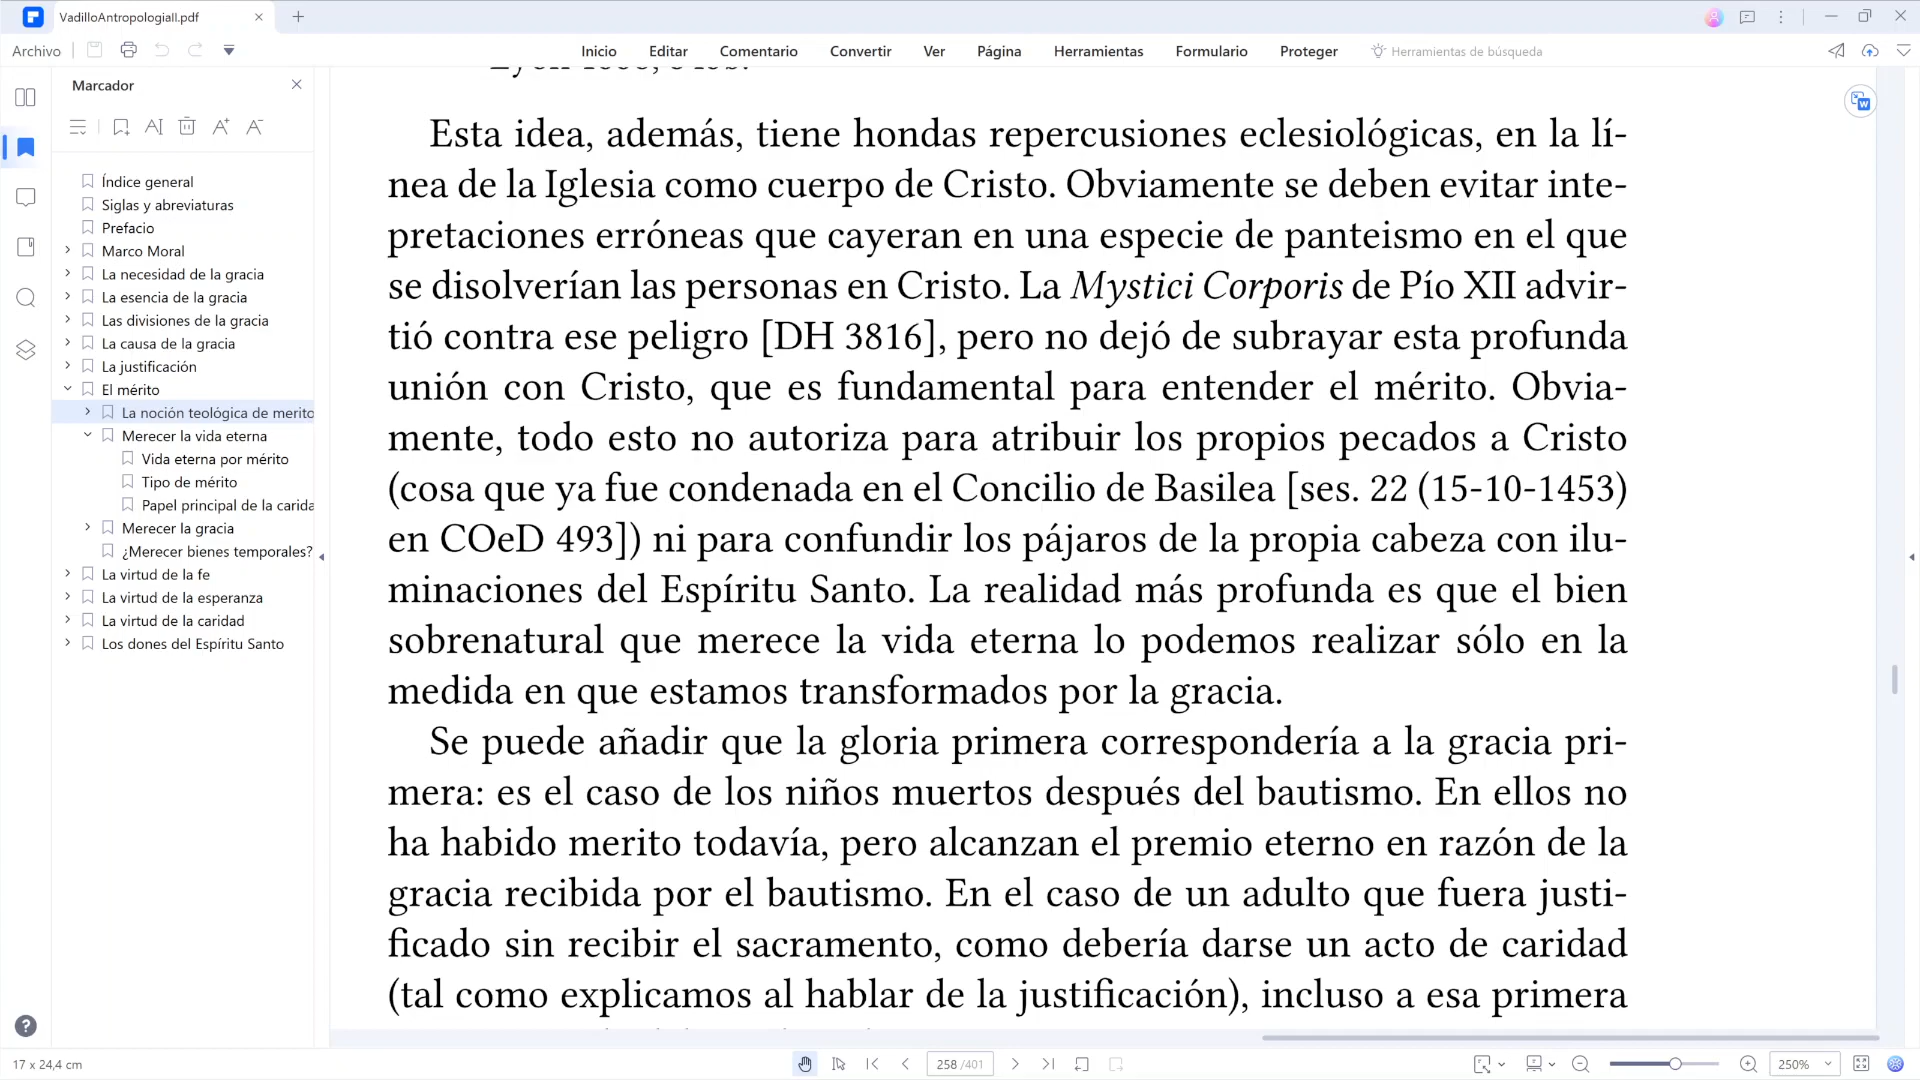 VadilloAntropologiaII.pdf
Archivo
Inicio
Editar
Comentario
Convertir
Ver
Página
Herramientas
Formulario
Proteger
Herramientas de búsqueda
Marcador
Índice general
Siglas y abreviaturas
Prefacio
Marco Moral
La necesidad de la gracia
La esencia de la gracia
Las divisiones de la gracia
La causa de la gracia
La justificación
El mérito
La noción teológica de merito
Merecer la vida eterna
Vida eterna por mérito
Tipo de mérito
Papel principal de la carida
Merecer la gracia
¿Merecer bienes temporales?
La virtud de la fe
La virtud de la esperanza
La virtud de la caridad
Los dones del Espíritu Santo
Esta idea, además, tiene hondas repercusiones eclesiológicas, en la lí-
nea de la Iglesia como cuerpo de Cristo. Obviamente se deben evitar inte-
pretaciones erróneas que cayeran en una especie de panteismo en el que
se disolverían las personas en Cristo. La Mystici Corporis de Pío XII advir-
tió contra ese peligro [DH 3816], pero no dejó de subrayar esta profunda
unión con Cristo, que es fundamental para entender el mérito. Obvia-
mente, todo esto no autoriza para atribuir los propios pecados a Cristo
(cosa que ya fue condenada en el Concilio de Basilea [ses. 22 (15-10-1453)
en COeD 493]) ni para confundir los pájaros de la propia cabeza con ilu-
minaciones del Espíritu Santo. La realidad más profunda es que el bien
sobrenatural que merece la vida eterna lo podemos realizar sólo en la
medida en que estamos transformados por la gracia.
Se puede añadir que la gloria primera correspondería a la gracia pri-
mera: es el caso de los niños muertos después del bautismo. En ellos no
ha habido merito todavía, pero alcanzan el premio eterno en razón de la
gracia recibida por el bautismo. En el caso de un adulto que fuera justi-
ficado sin recibir el sacramento, como debería darse un acto de caridad
(tal como explicamos al hablar de la justificación), incluso a esa primera
17 x 24,4 cm
258 /401
250%